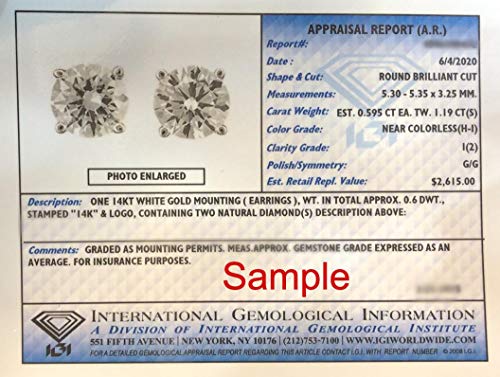 APPRAISAL REPORT (A.R.)
Report#:
Date : 6/4/2020
Shape & Cut: ROUND BRILLIANT CUT
Measurements: 5.30 - 5.35 x 3.25 MM.
Carat Weight: EST. 0.595 CT EA. TW. 1.19 CT(S)
Color Grade: NEAR COLORLESS(H-I)
Clarity Grade: I(2)
Polish/Symmetry: G/G
Est. Retail Repl. Value: $2,615.00
PHOTO ENLARGED
Description: ONE 14KT WHITE GOLD MOUNTING ( EARRINGS ), WT. IN TOTAL APPROX. 0.6 DWT.,
STAMPED "14K" & LOGO, CONTAINING TWO NATURAL DIAMOND(S) DESCRIPTION ABOVE:
Comments: GRADED AS MOUNTING PERMITS. MEAS.APPROX. GEMSTONE GRADE EXPRESSED AS AN
AVERAGE. FOR INSURANCE PURPOSES.
Sample
INTERNATIONAL GEMOLOGICAL INFORMATION
A DIVISION OF INTERNATIONAL GEMOLOGICAL INSTITUTE
551 FIFTH AVENUE | NEW YORK, NY 10176 | (212)753-7100 | WWW.IGIWORLDWIDE.COM
FOR A DETAILED GEMOLOGICAL APPRAISAL REPORT REGARDING THIS ARTICLE CONTACT I.G.I. WITH REPORT NUMBER © 2008 I.G.I.
IGI
IGI